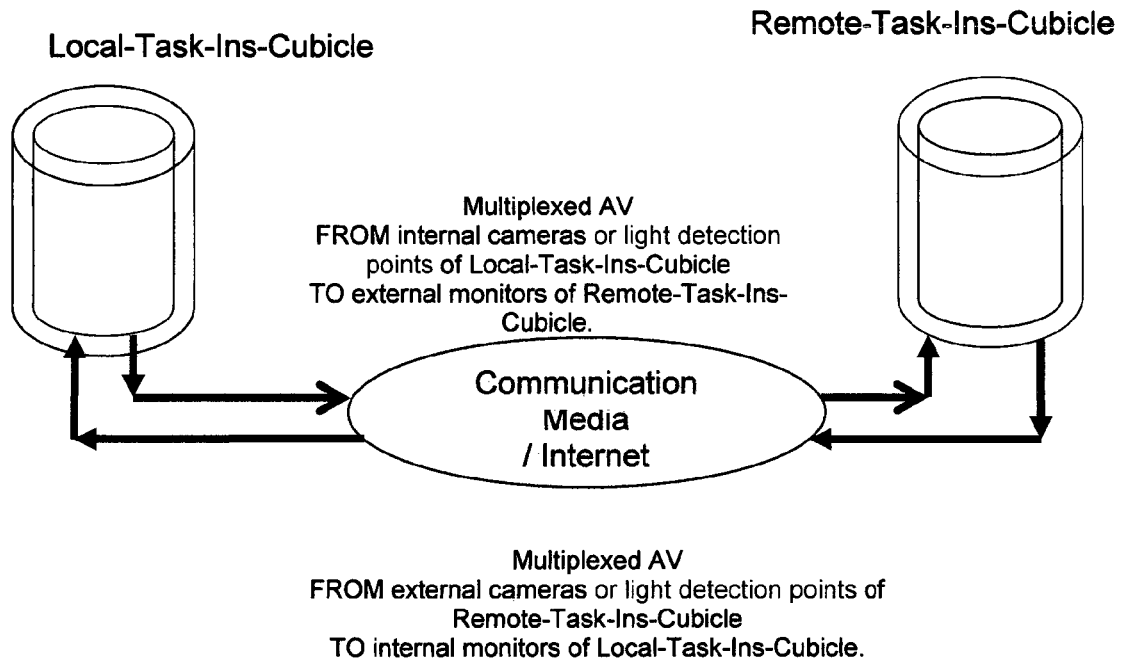 Local-Task-Ins-Cubicle
Remote-Task-Ins-Cubicle
Multiplexed AV
FROM internal cameras or light detection
points of Local-Task-Ins-Cubicle
TO external monitors of Remote-Task-Ins-
Cubicle.
Communication
Media
/ Internet
Multiplexed AV
FROM external cameras or light detection points of
Remote-Task-Ins-Cubicle
TO internal monitors of Local-Task-Ins-Cubicle.